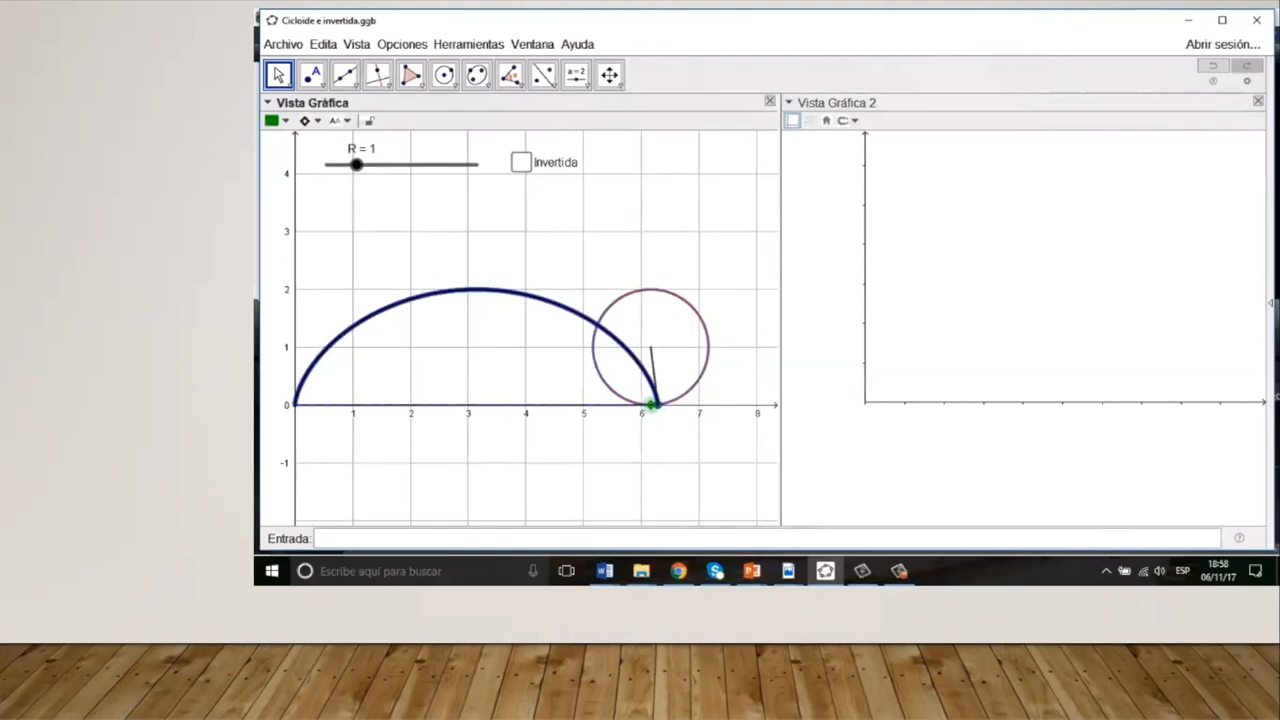 Cicloide e invertida.ggb
Archivo Edita Vista Opciones Herramientas Ventana Ayuda Abrir sesión...
A a=2
Vista Gráfica Vista Gráfica 2
AA
R = 1
Invertida
4
3
2
1
0 1 2 3 4 5 6 7 8
-1
Entrada:
Escribe aquí para buscar ESP 18:58
06/11/17